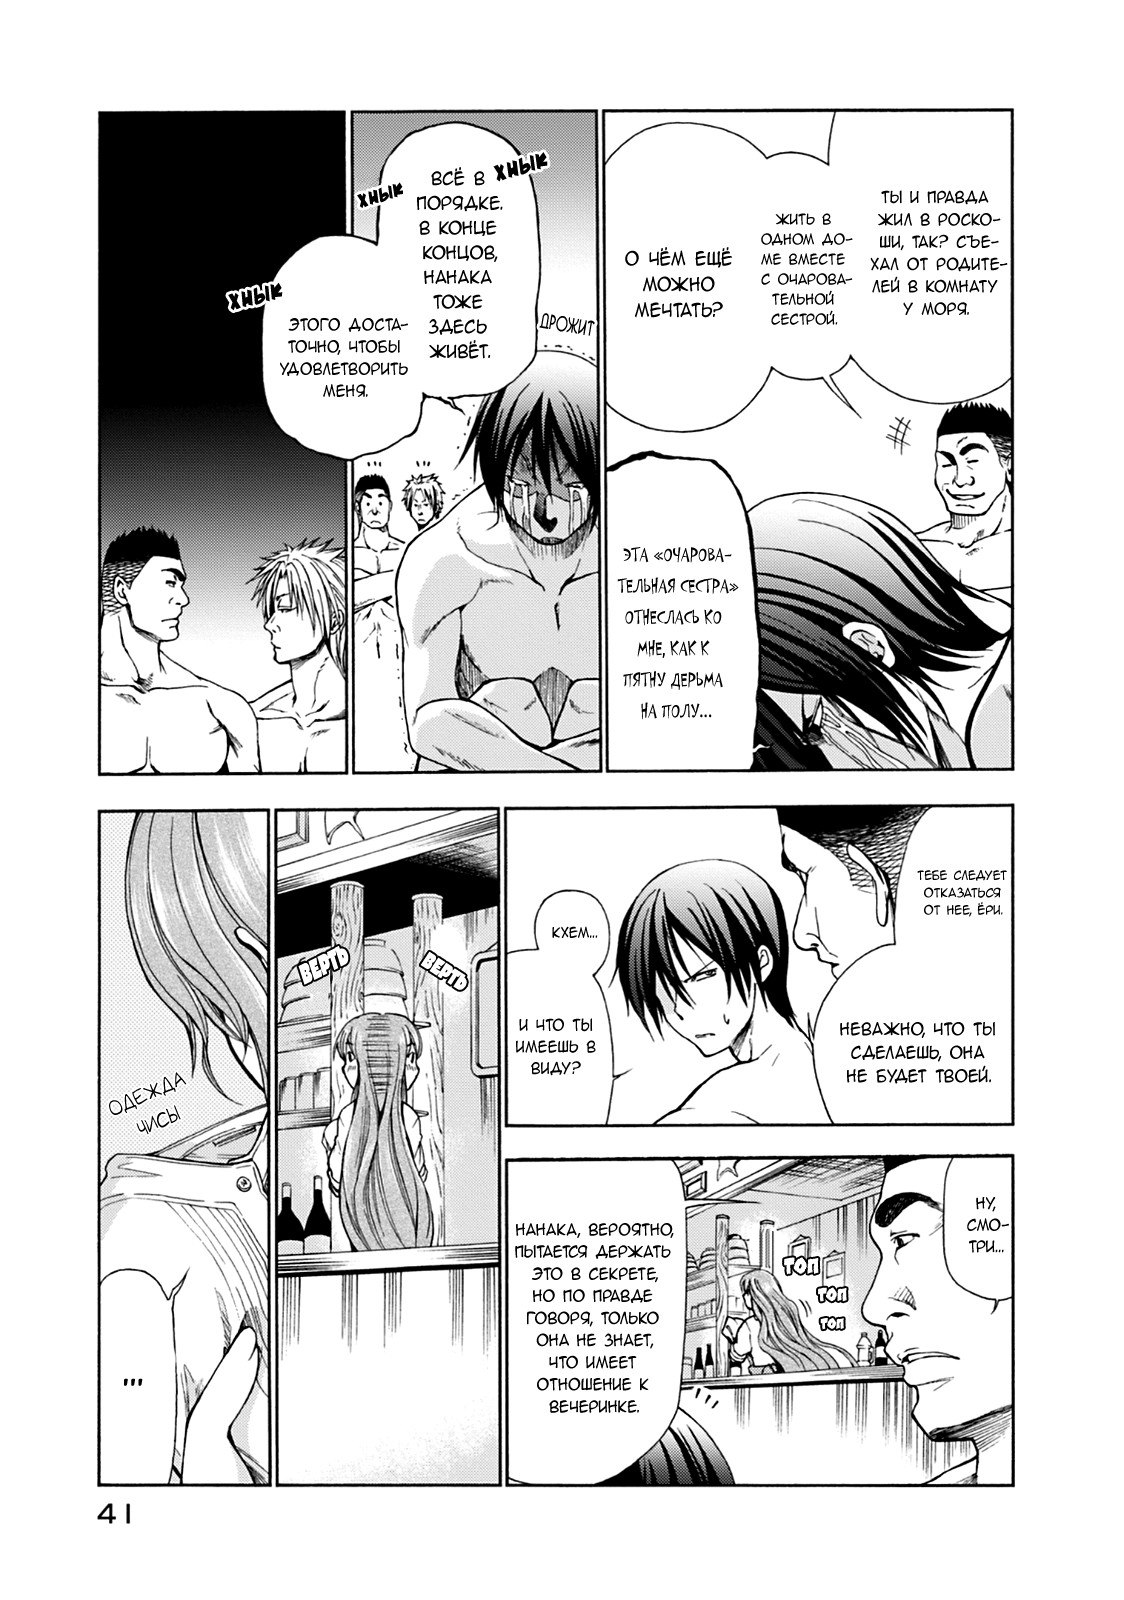 ТЫ И ПРАВДА
ЖИЛ В РОСКО-
ШИ, ТАК? СЪЕ-
ХАЛ ОТ РОДИТЕ-
ЛЕЙ В КОМНАТУ
У МОРЯ.
ЖИТЬ В
ОДНОМ ДО-
МЕ ВМЕСТЕ
С ОЧАРОВА-
ТЕЛЬНОЙ
СЕСТРОЙ.
О ЧЁМ ЕЩЁ
МОЖНО
МЕЧТАТЬ?
ЭТА «ОЧАРОВА-
ТЕЛЬНАЯ СЕСТРА»
ОТНЕСЛАСЬ КО
МНЕ, КАК К
ПЯТНУ ДЕРЬМА
НА ПОЛУ...
ДРОЖИТ
ХНЫК
ВСЁ В
ПОРЯДКЕ.
В КОНЦЕ
КОНЦОВ,
НАНАКА
ТОЖЕ
ЗДЕСЬ
ЖИВЁТ.
ХНЫК
ХНЫК
ЭТОГО ДОСТА-
ТОЧНО, ЧТОБЫ
УДОВЛЕТВОРИТЬ
МЕНЯ.
ТЕБЕ СЛЕДУЕТ
ОТКАЗАТЬСЯ
ОТ НЕЕ, ЁРИ.
НЕВАЖНО, ЧТО ТЫ
СДЕЛАЕШЬ, ОНА
НЕ БУДЕТ ТВОЕЙ.
КХЕМ...
И ЧТО ТЫ
ИМЕЕШЬ В
ВИДУ?
НУ,
СМО-
ТРИ...
ТОП
ТОП
ТОП
НАНАКА, ВЕРОЯТНО,
ПЫТАЕТСЯ ДЕРЖАТЬ
ЭТО В СЕКРЕТЕ,
НО ПО ПРАВДЕ
ГОВОРЯ, ТОЛЬКО
ОНА НЕ ЗНАЕТ,
ЧТО ИМЕЕТ
ОТНОШЕНИЕ К
ВЕЧЕРИНКЕ.
ВЕРТЬ
ВЕРТЬ
ОДЕЖДА
ЧИСЫ
...
41